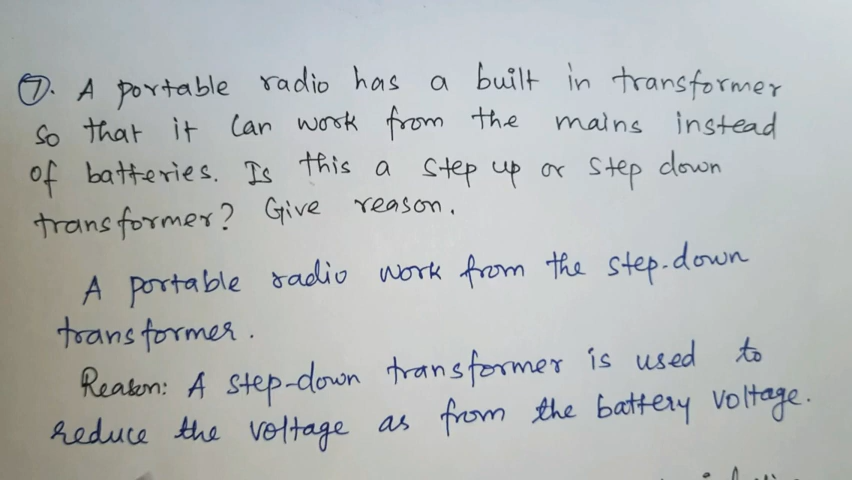 ⑦. A portable radio has a built in transformer
so that it can work from the mains instead
of batteries. Is this a step up or step down
transformer? Give reason.
A portable radio work from the step-down
transformer.
Reason: A step-down transformer is used to
reduce the voltage as from the battery voltage.